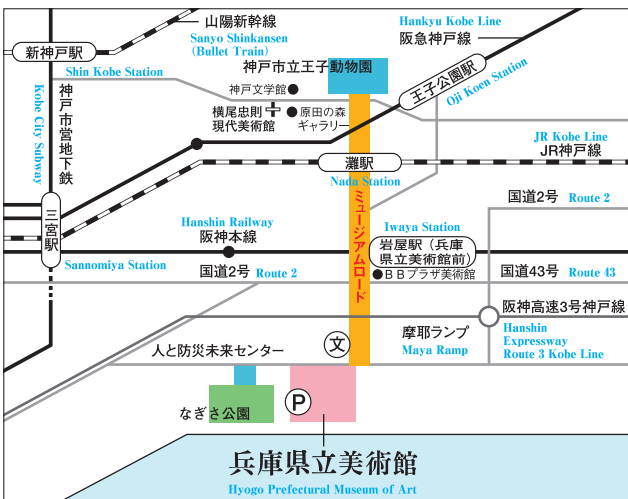 山陽新幹線
Sanyo Shinkansen
(Bullet Train)
Hankyu Kobe Line
阪急神戸線
新神戸駅
Shin Kobe Station
神戸市立王子動物園
神戸文学館
横尾忠則
現代美術館
原田の森
ギャラリー
王子公園駅
Oji Koen Station
Kobe City Subway
神戸市営地下鉄
JR Kobe Line
JR神戸線
灘駅
Nada Station
ミュージアムロード
国道2号 Route 2
三宮駅
Sannomiya Station
Hanshin Railway
阪神本線
Iwaya Station
岩屋駅（兵庫
県立美術館前）
BBプラザ美術館
国道2号 Route 2
国道43号 Route 43
阪神高速3号神戸線
Hanshin
Expressway
Route 3 Kobe Line
摩耶ランプ
Maya Ramp
文
人と防災未来センター
なぎさ公園
P
兵庫県立美術館
Hyogo Prefectural Museum of Art